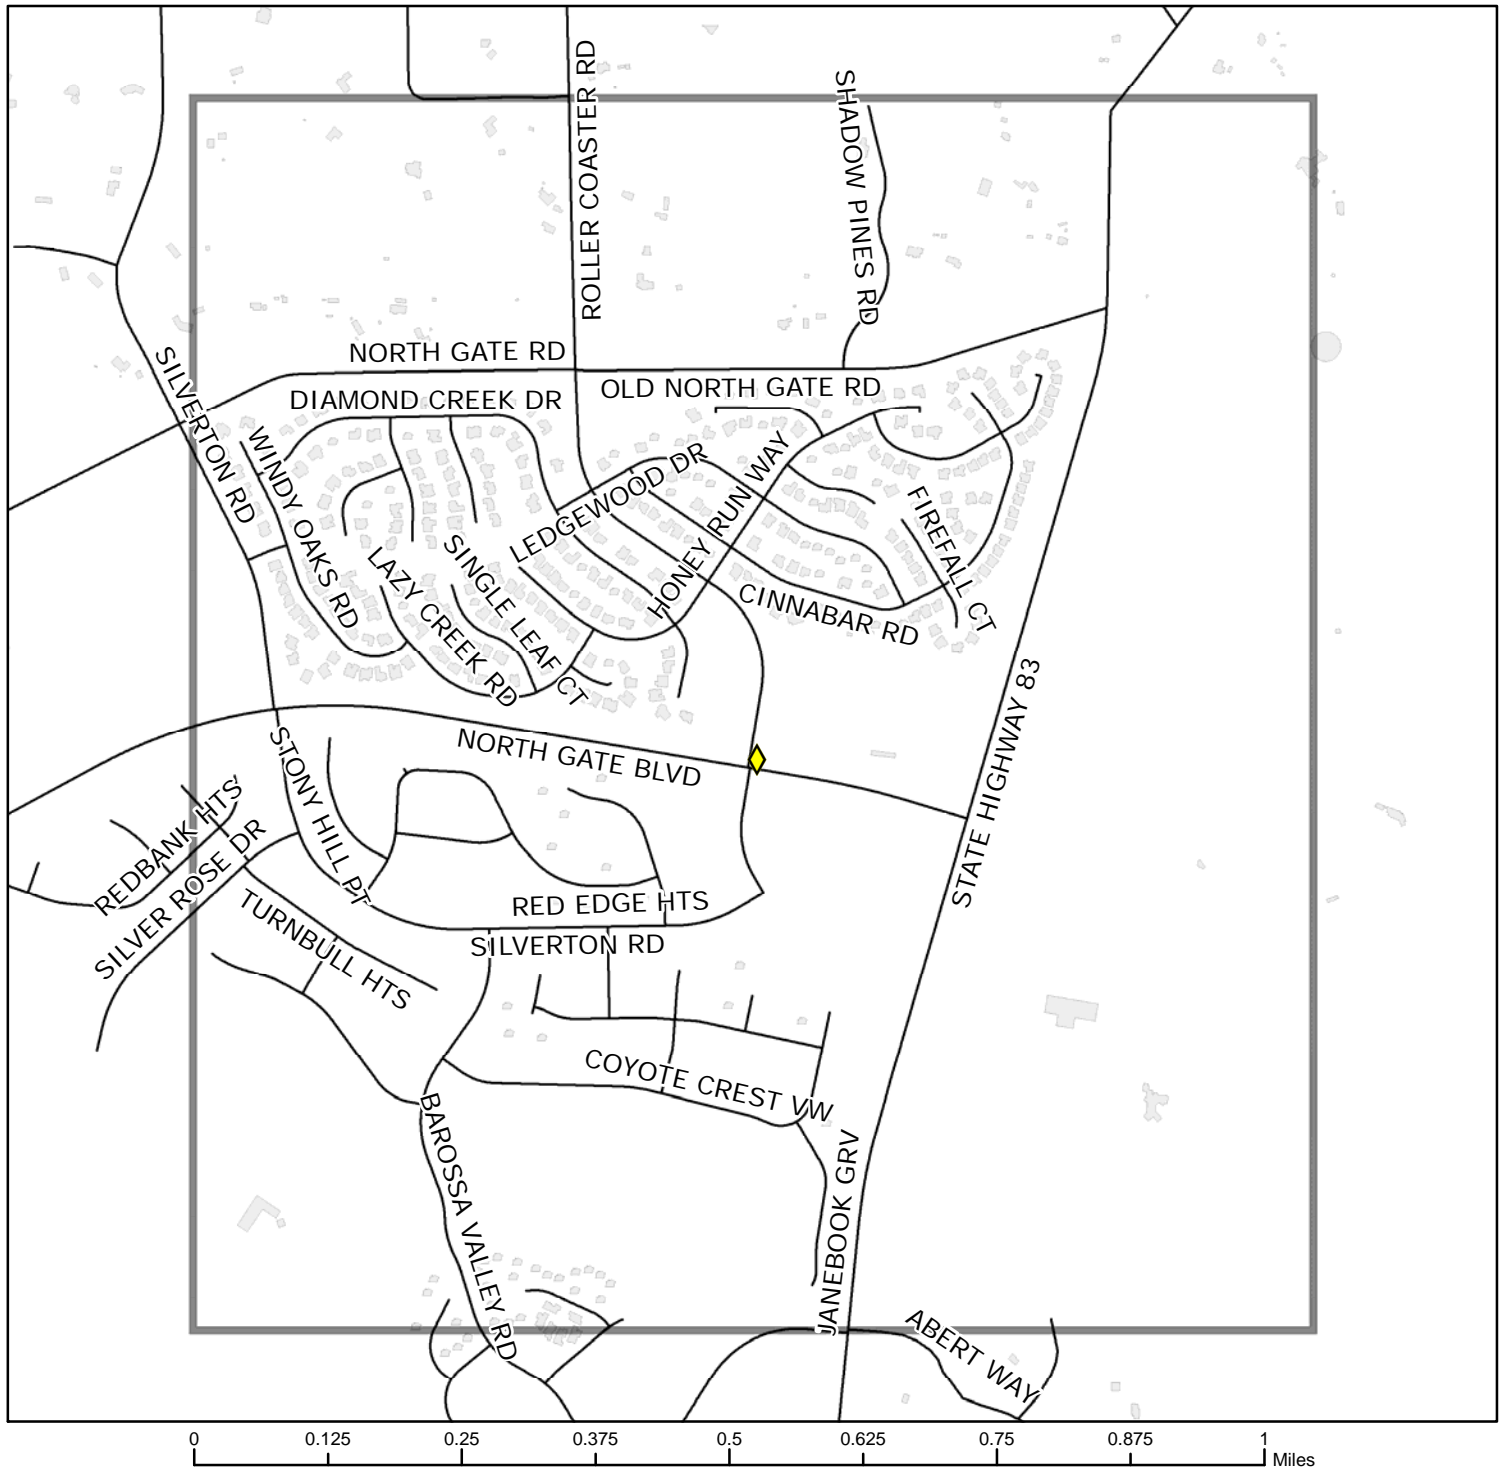 ROLLER COASTER RD
SHADOW PINES RD
NORTH GATE RD
OLD NORTH GATE RD
DIAMOND CREEK DR
SILVERTON RD
WINDY OAKS RD
LEDGEWOOD DR
HONEY RUN WAY
FIREFALL CT
LAZY CREEK RD
SINGLE LEAF CT
CINNABAR RD
STATE HIGHWAY 83
NORTH GATE BLVD
STONY HILL PT
REDBANK HTS
SILVER ROSE DR
TURNBULL HTS
RED EDGE HTS
SILVERTON RD
COYOTE CREST VW
BAROSSA VALLEY RD
JANEBOOK GRV
ABERT WAY
0 0.125 0.25 0.375 0.5 0.625 0.75 0.875 1
Miles